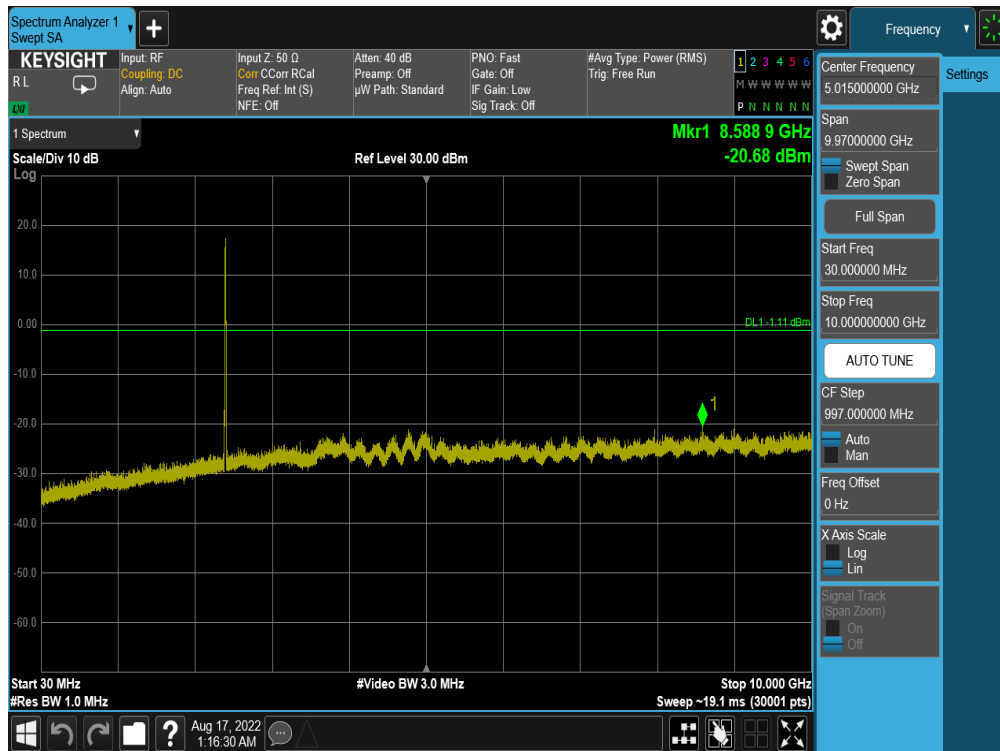 Spectrum Analyzer 1
Swept SA
Frequency
KEYSIGHT
R L
LXI
Input: RF
Coupling: DC
Align: Auto
Input Z: 50 Ω
Corr CCorr RCal
Freq Ref: Int (S)
NFE: Off
Atten: 40 dB
Preamp: Off
µW Path: Standard
PNO: Fast
Gate: Off
IF Gain: Low
Sig Track: Off
#Avg Type: Power (RMS)
Trig: Free Run
1 2 3 4 5 6
M W W W W W
P N N N N N
1 Spectrum
Mkr1 8.588 9 GHz
-20.68 dBm
Scale/Div 10 dB
Ref Level 30.00 dBm
Log
20.0
10.0
0.00
DL1 -1.11 dBm
-10.0
-20.0
1
-30.0
-40.0
-50.0
-60.0
Start 30 MHz
#Video BW 3.0 MHz
Stop 10.000 GHz
#Res BW 1.0 MHz
Sweep ~19.1 ms (30001 pts)
Center Frequency
5.015000000 GHz
Settings
Span
9.97000000 GHz
Swept Span
Zero Span
Full Span
Start Freq
30.000000 MHz
Stop Freq
10.000000000 GHz
AUTO TUNE
CF Step
997.000000 MHz
Auto
Man
Freq Offset
0 Hz
X Axis Scale
Log
Lin
Signal Track
(Span Zoom)
On
Off
?
Aug 17, 2022
1:16:30 AM